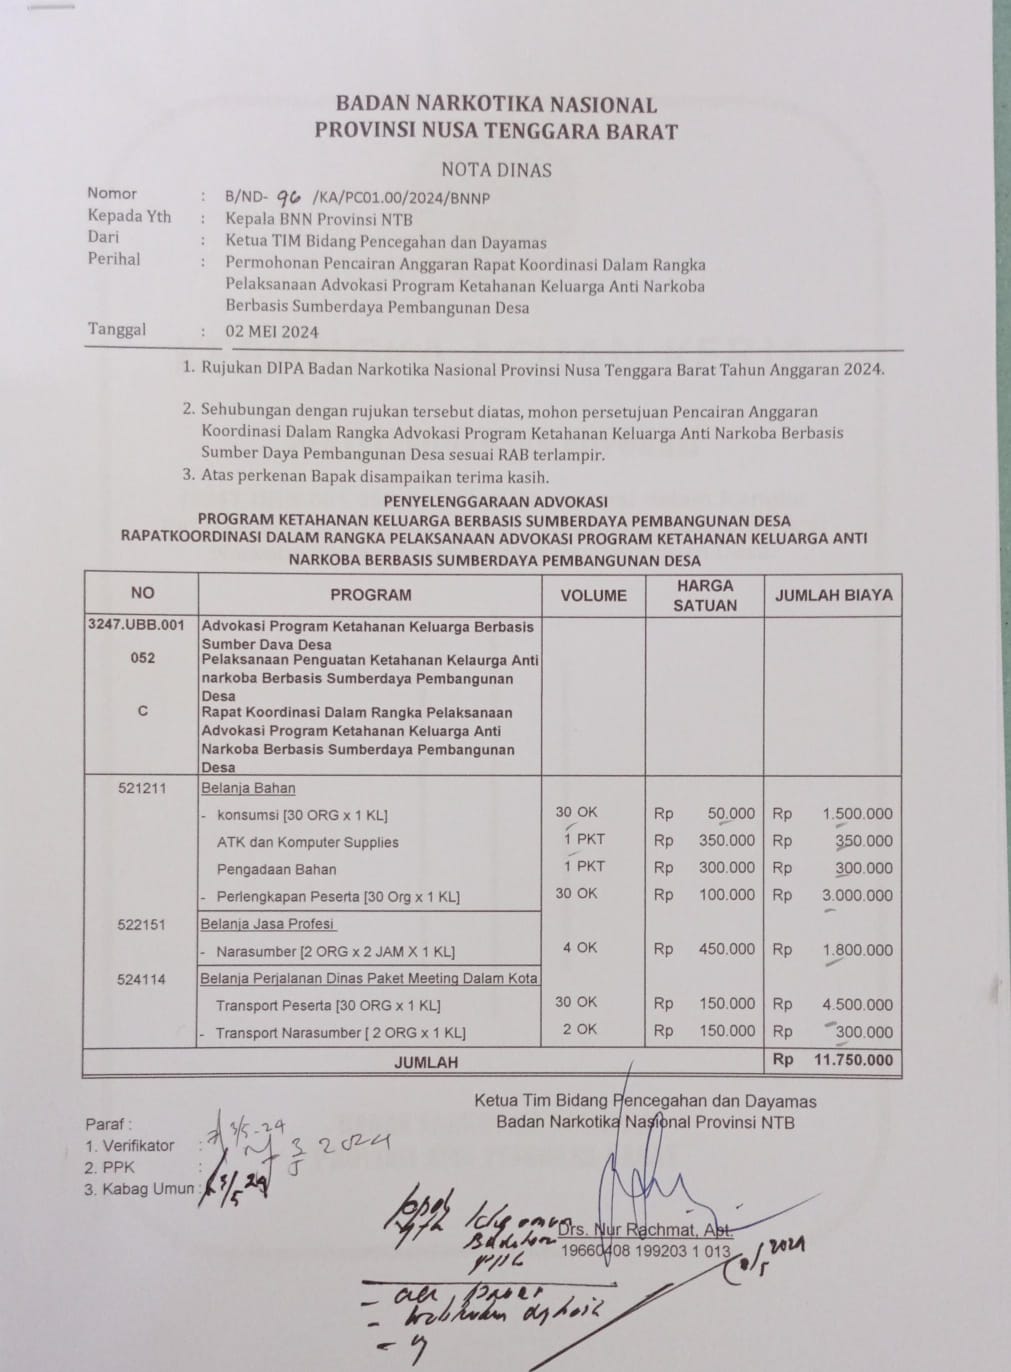 BADAN NARKOTIKA NASIONAL
PROVINSI NUSA TENGGARA BARAT
NOTA DINAS
Nomor : B/ND- 96 /KA/PC01.00/2024/BNNP
Kepada Yth : Kepala BNN Provinsi NTB
Dari : Ketua TIM Bidang Pencegahan dan Dayamas
Perihal : Permohonan Pencairan Anggaran Rapat Koordinasi Dalam Rangka
Pelaksanaan Advokasi Program Ketahanan Keluarga Anti Narkoba
Berbasis Sumberdaya Pembangunan Desa
Tanggal : 02 MEI 2024
1. Rujukan DIPA Badan Narkotika Nasional Provinsi Nusa Tenggara Barat Tahun Anggaran 2024.
2. Sehubungan dengan rujukan tersebut diatas, mohon persetujuan Pencairan Anggaran
Koordinasi Dalam Rangka Advokasi Program Ketahanan Keluarga Anti Narkoba Berbasis
Sumber Daya Pembangunan Desa sesuai RAB terlampir.
3. Atas perkenan Bapak disampaikan terima kasih.
PENYELENGGARAAN ADVOKASI
PROGRAM KETAHANAN KELUARGA BERBASIS SUMBERDAYA PEMBANGUNAN DESA
RAPATKOORDINASI DALAM RANGKA PELAKSANAAN ADVOKASI PROGRAM KETAHANAN KELUARGA ANTI
NARKOBA BERBASIS SUMBERDAYA PEMBANGUNAN DESA
NO PROGRAM VOLUME HARGA SATUAN JUMLAH BIAYA
3247.UBB.001 Advokasi Program Ketahanan Keluarga Berbasis
Sumber Dava Desa
052 Pelaksanaan Penguatan Ketahanan Kelaurga Anti
narkoba Berbasis Sumberdaya Pembangunan
Desa
C Rapat Koordinasi Dalam Rangka Pelaksanaan
Advokasi Program Ketahanan Keluarga Anti
Narkoba Berbasis Sumberdaya Pembangunan
Desa
521211 Belanja Bahan
- konsumsi [30 ORG x 1 KL] 30 OK Rp 50.000 Rp 1.500.000
ATK dan Komputer Supplies 1 PKT Rp 350.000 Rp 350.000
Pengadaan Bahan 1 PKT Rp 300.000 Rp 300.000
- Perlengkapan Peserta [30 Org x 1 KL] 30 OK Rp 100.000 Rp 3.000.000
522151 Belanja Jasa Profesi
- Narasumber [2 ORG x 2 JAM X 1 KL] 4 OK Rp 450.000 Rp 1.800.000
524114 Belanja Perjalanan Dinas Paket Meeting Dalam Kota
Transport Peserta [30 ORG x 1 KL] 30 OK Rp 150.000 Rp 4.500.000
- Transport Narasumber [ 2 ORG x 1 KL] 2 OK Rp 150.000 Rp 300.000
JUMLAH Rp 11.750.000
Ketua Tim Bidang Pencegahan dan Dayamas
Badan Narkotika Nasional Provinsi NTB
Paraf :
1. Verifikator : 3/5-24
2. PPK : 3/5 2024
3. Kabag Umun : 3/5 24
Drs. Nur Rachmat, Apt.
19660408 199203 1 013
/5 2024